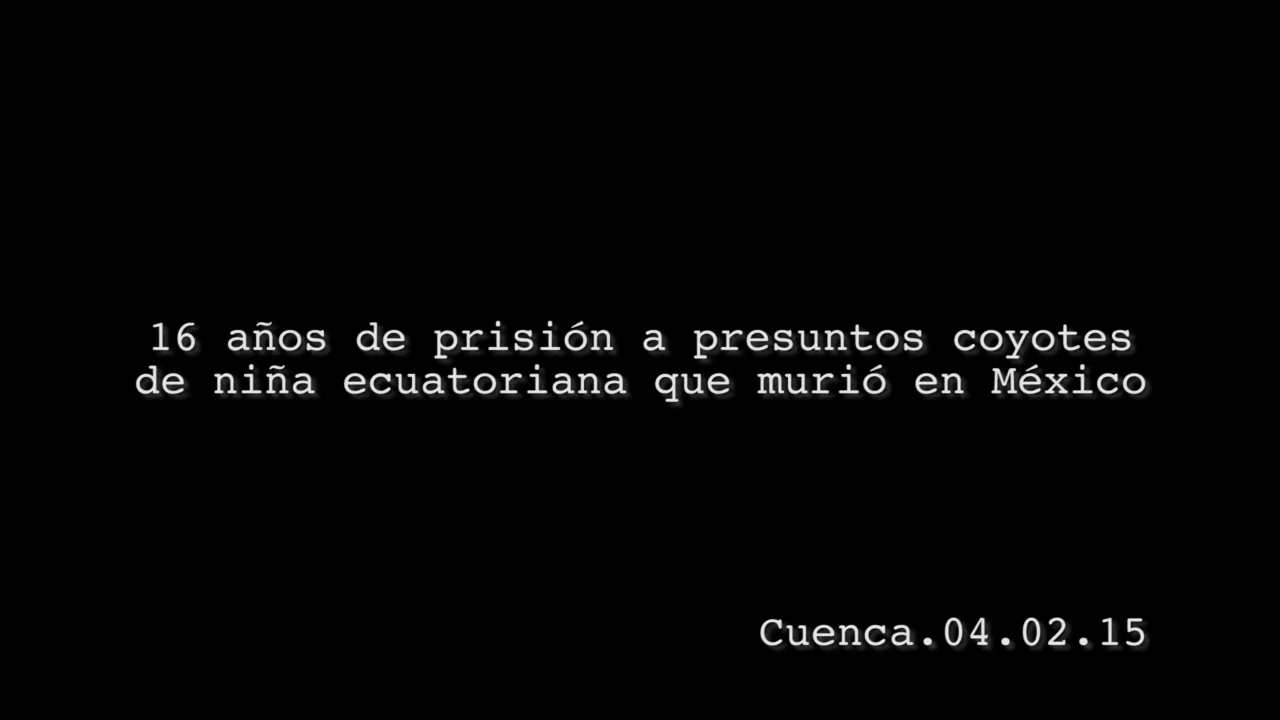 16 años de prisión a presuntos coyotes
de niña ecuatoriana que murió en México
Cuenca.04.02.15